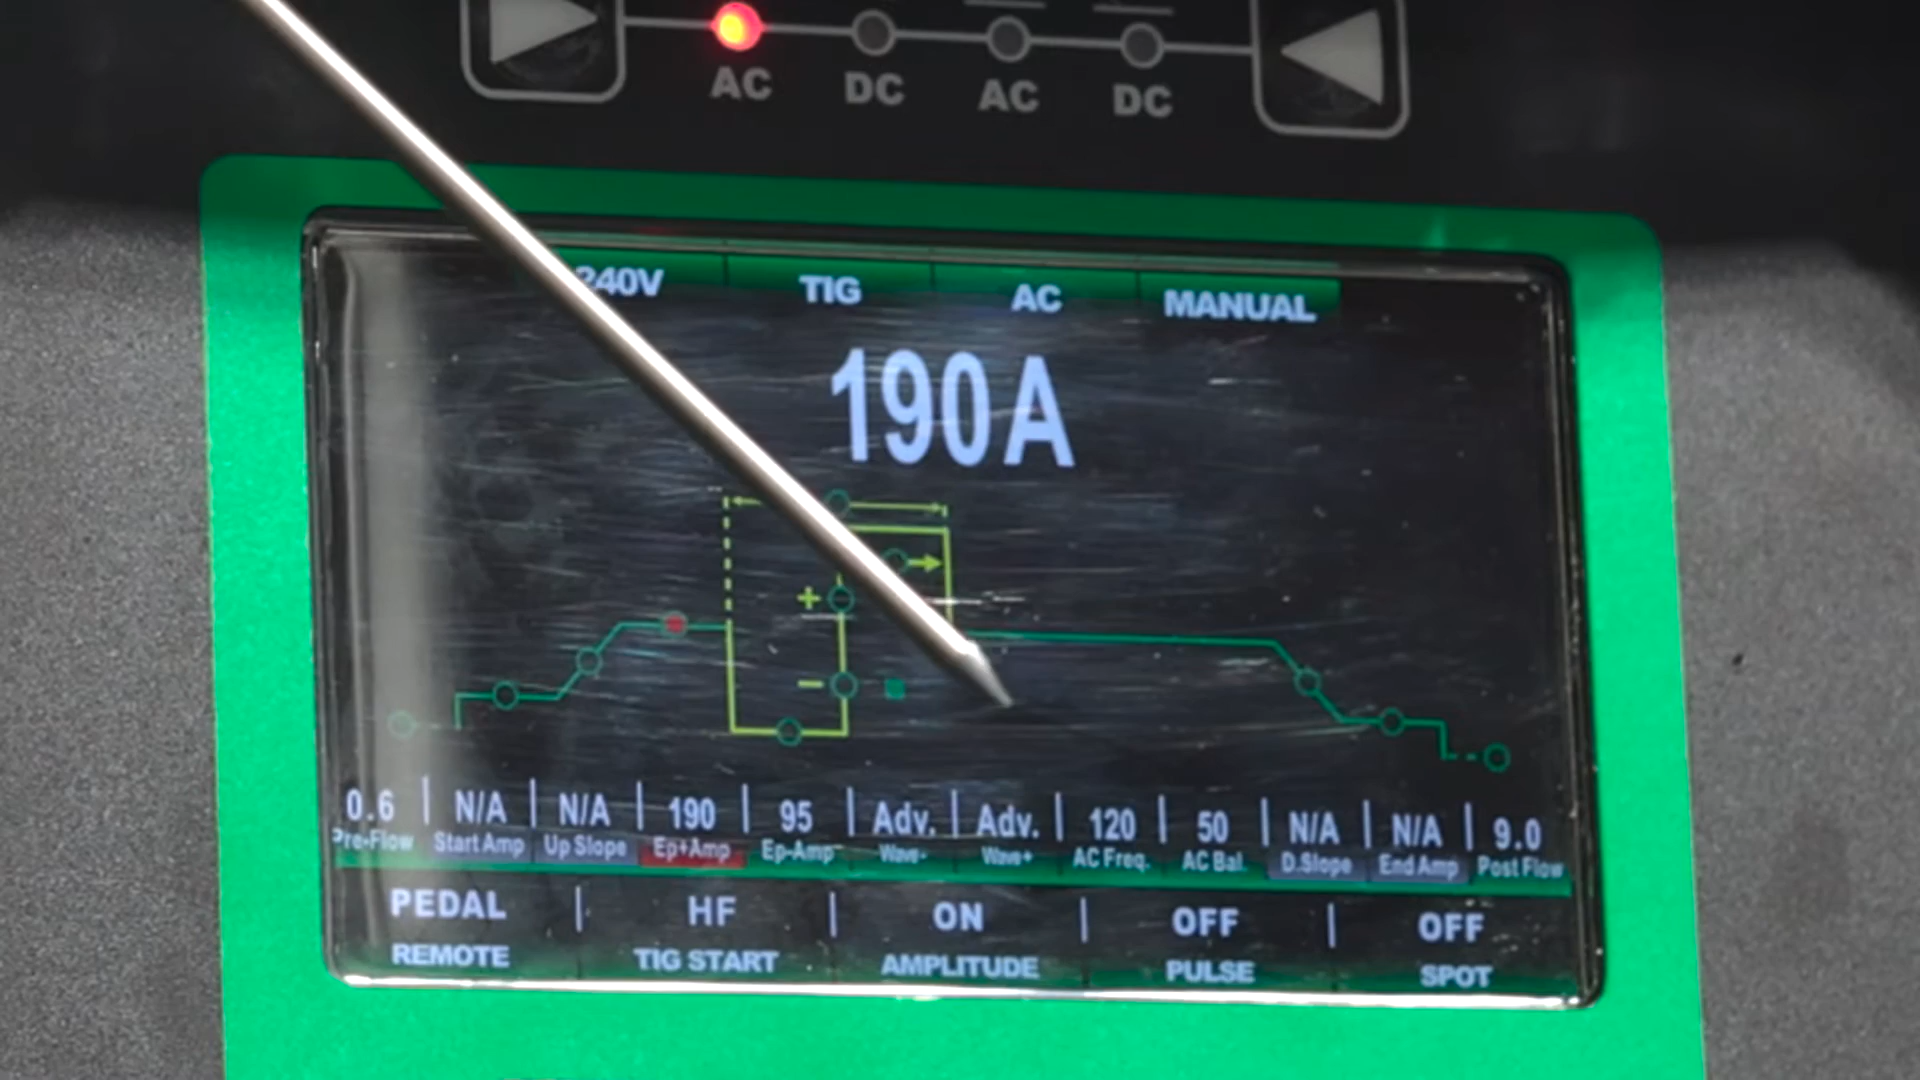 AC DC AC DC
240V TIG AC MANUAL
190A
+
-
0.6 | N/A | N/A | 190 | 95 | Adv. | Adv. | 120 | 50 | N/A | N/A | 9.0
Pre-Flow Start Amp Up Slope Ep+Amp Ep-Amp Wave- Wave+ AC Freq. AC Bal. D.Slope End Amp Post Flow
PEDAL | HF | ON | OFF | OFF
REMOTE TIG START AMPLITUDE PULSE SPOT